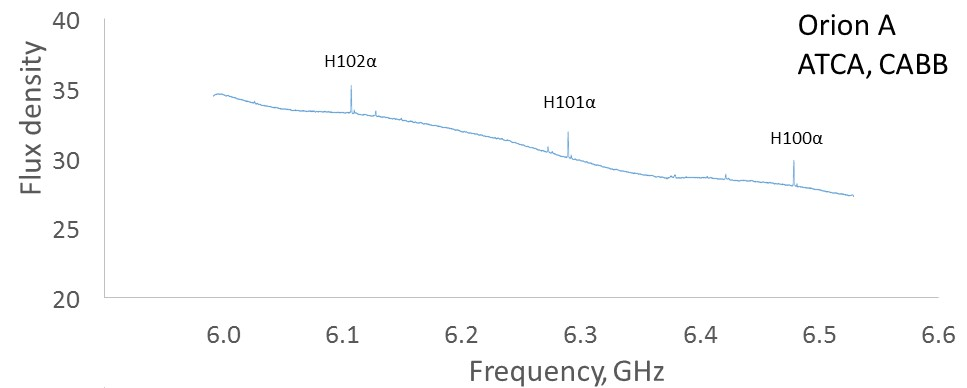 40
35
30
25
20
Flux density
H102α
H101α
H100α
Orion A
ATCA, CABB
6.0 6.1 6.2 6.3 6.4 6.5 6.6
Frequency, GHz